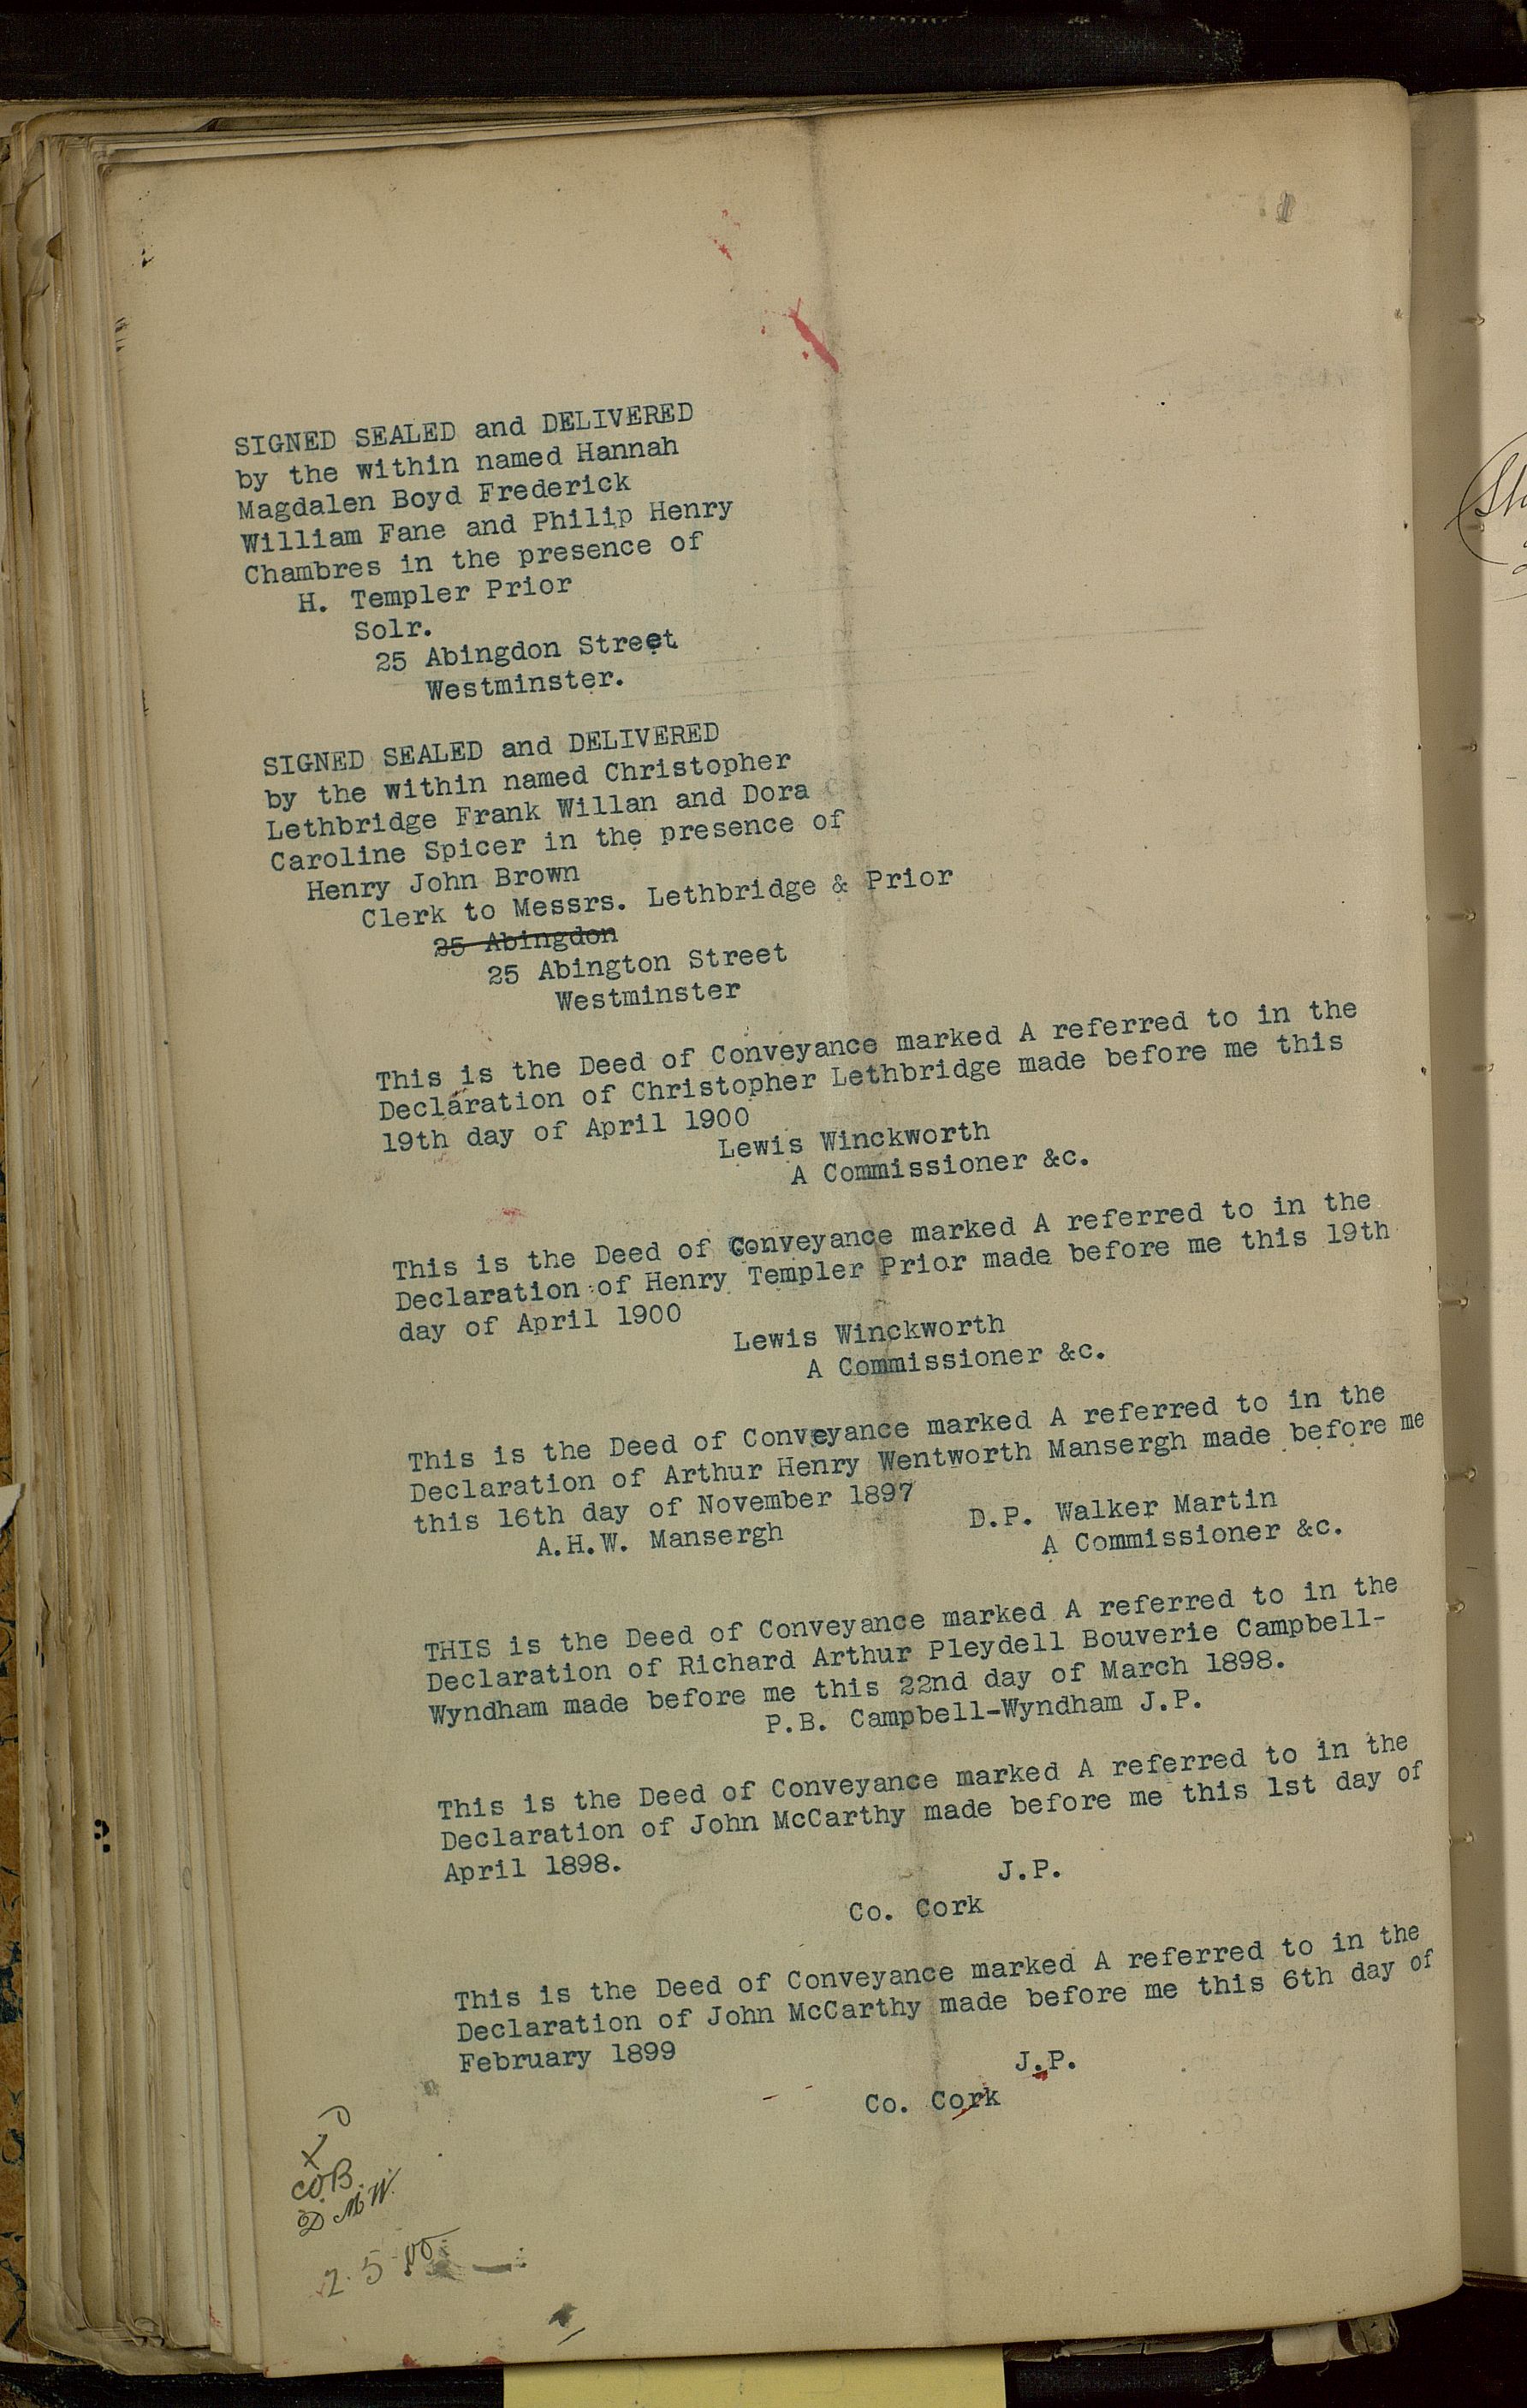 SIGNED SEALED and DELIVERED
by the within named Hannah
Magdalen Boyd Frederick
William Fane and Philip Henry
Chambres in the presence of
H. Templer Prior
Solr.
25 Abingdon Street
Westminster.
SIGNED SEALED and DELIVERED
by the within named Christopher
Lethbridge Frank Willan and Dora
Caroline Spicer in the presence of
Henry John Brown
Clerk to Messrs. Lethbridge & Prior
25 Abingdon
25 Abington Street
Westminster
This is the Deed of Conveyance marked A referred to in the
Declaration of Christopher Lethbridge made before me this
19th day of April 1900
Lewis Winckworth
A Commissioner &c.
This is the Deed of Conveyance marked A referred to in the
Declaration of Henry Templer Prior made before me this 19th
day of April 1900
Lewis Winckworth
A Commissioner &c.
This is the Deed of Conveyance marked A referred to in the
Declaration of Arthur Henry Wentworth Mansergh made before me
this 16th day of November 1897
A.H.W. Mansergh D.P. Walker Martin
A Commissioner &c.
THIS is the Deed of Conveyance marked A referred to in the
Declaration of Richard Arthur Pleydell Bouverie Campbell-
Wyndham made before me this 22nd day of March 1898.
P.B. Campbell-Wyndham J.P.
This is the Deed of Conveyance marked A referred to in the
Declaration of John McCarthy made before me this 1st day of
April 1898.
J.P.
Co. Cork
This is the Deed of Conveyance marked A referred to in the
Declaration of John McCarthy made before me this 6th day of
February 1899
J.P.
Co. Cork
D.M.W.
2.5.00